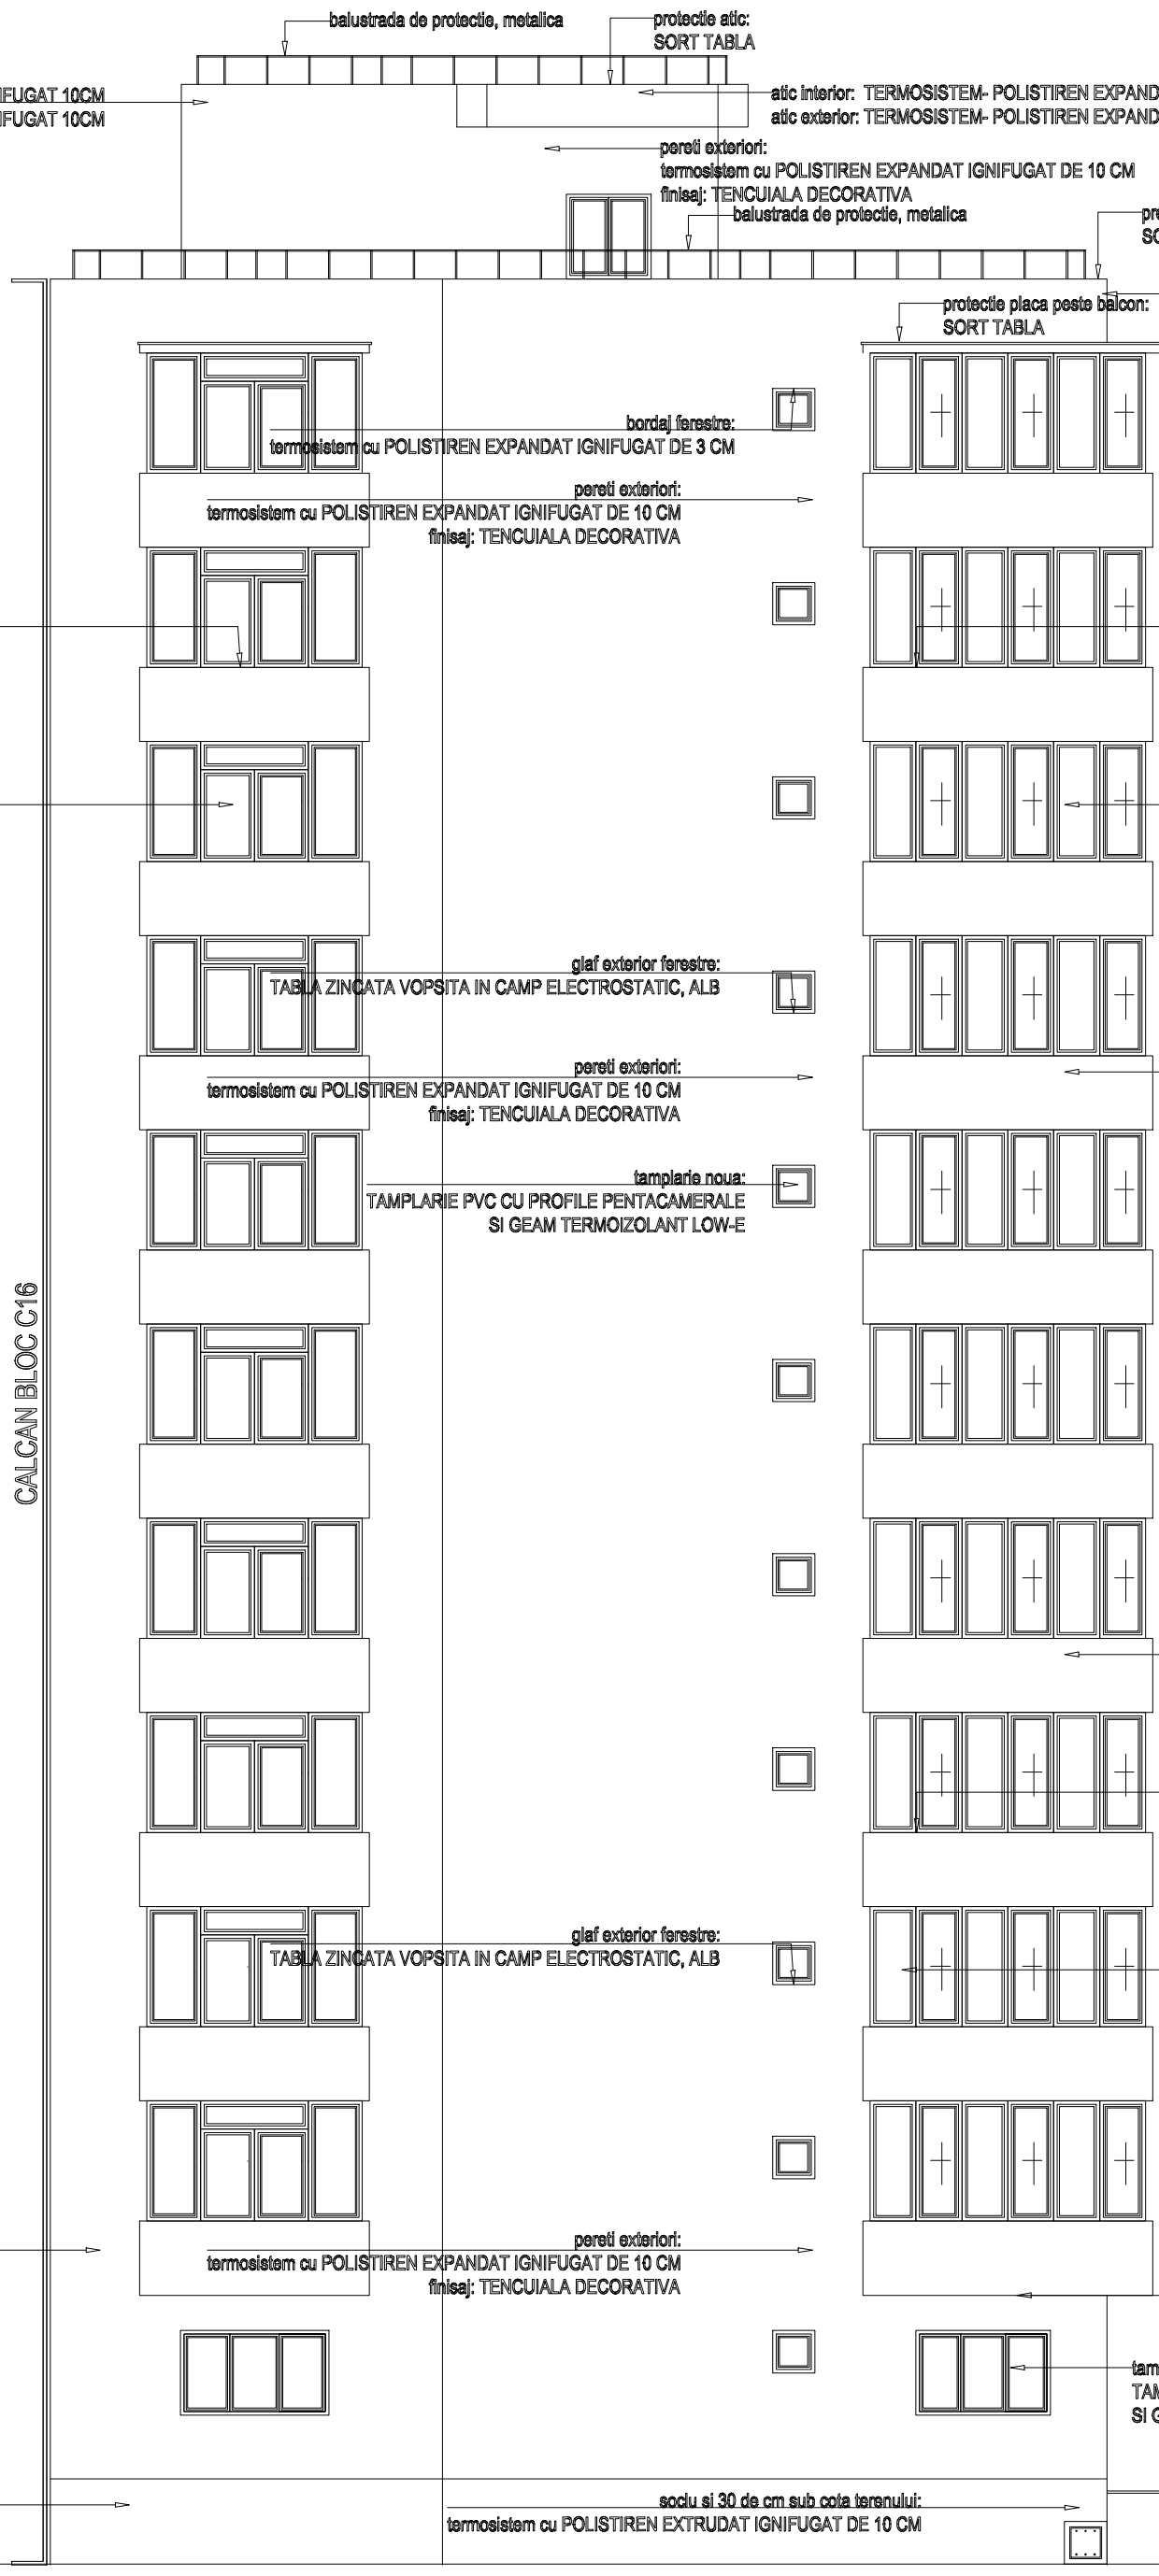 balustrada de protectie, metalica
protectie atic:
SORT TABLA
IFUGAT 10CM
IFUGAT 10CM
atic interior: TERMOSISTEM- POLISTIREN EXPAND
atic exterior: TERMOSISTEM- POLISTIREN EXPAND
pereti exteriori:
termosistem cu POLISTIREN EXPANDAT IGNIFUGAT DE 10 CM
finisaj: TENCUIALA DECORATIVA
balustrada de protectie, metalica
pre
SO
protectie placa peste balcon:
SORT TABLA
bordaj ferestre:
termosistem cu POLISTIREN EXPANDAT IGNIFUGAT DE 3 CM
pereti exteriori:
termosistem cu POLISTIREN EXPANDAT IGNIFUGAT DE 10 CM
finisaj: TENCUIALA DECORATIVA
glaf exterior ferestre:
TABLA ZINCATA VOPSITA IN CAMP ELECTROSTATIC, ALB
pereti exteriori:
termosistem cu POLISTIREN EXPANDAT IGNIFUGAT DE 10 CM
finisaj: TENCUIALA DECORATIVA
tamplarie noua:
TAMPLARIE PVC CU PROFILE PENTACAMERALE
SI GEAM TERMOIZOLANT LOW-E
CALCAN BLOC C16
glaf exterior ferestre:
TABLA ZINCATA VOPSITA IN CAMP ELECTROSTATIC, ALB
pereti exteriori:
termosistem cu POLISTIREN EXPANDAT IGNIFUGAT DE 10 CM
finisaj: TENCUIALA DECORATIVA
tam
TAM
SI G
soclu si 30 de cm sub cota terenului:
termosistem cu POLISTIREN EXTRUDAT IGNIFUGAT DE 10 CM